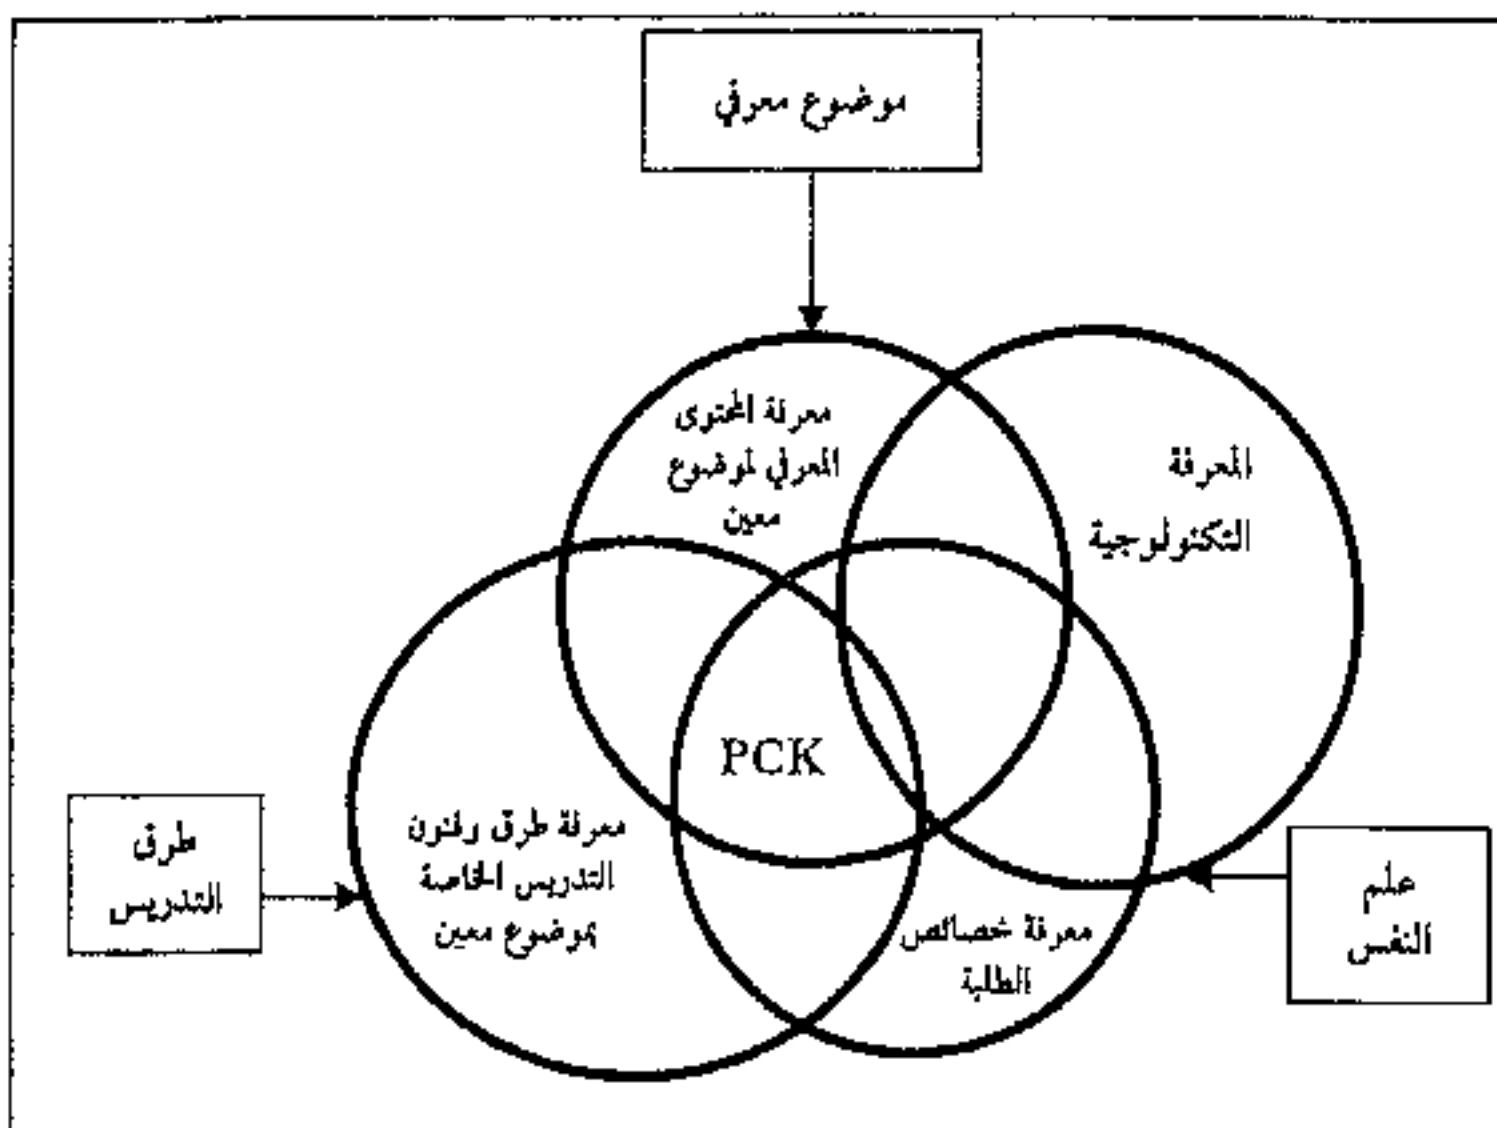 موضوع معرفي
معرفة المحتوى
المعرفي لموضوع
معين
المعرفة
التكنولوجية
PCK
معرفة طرق وفنون
التدريس الخاصة
بموضوع معين
طرق
التدريس
معرفة خصائص
الطلبة
علم
النفس